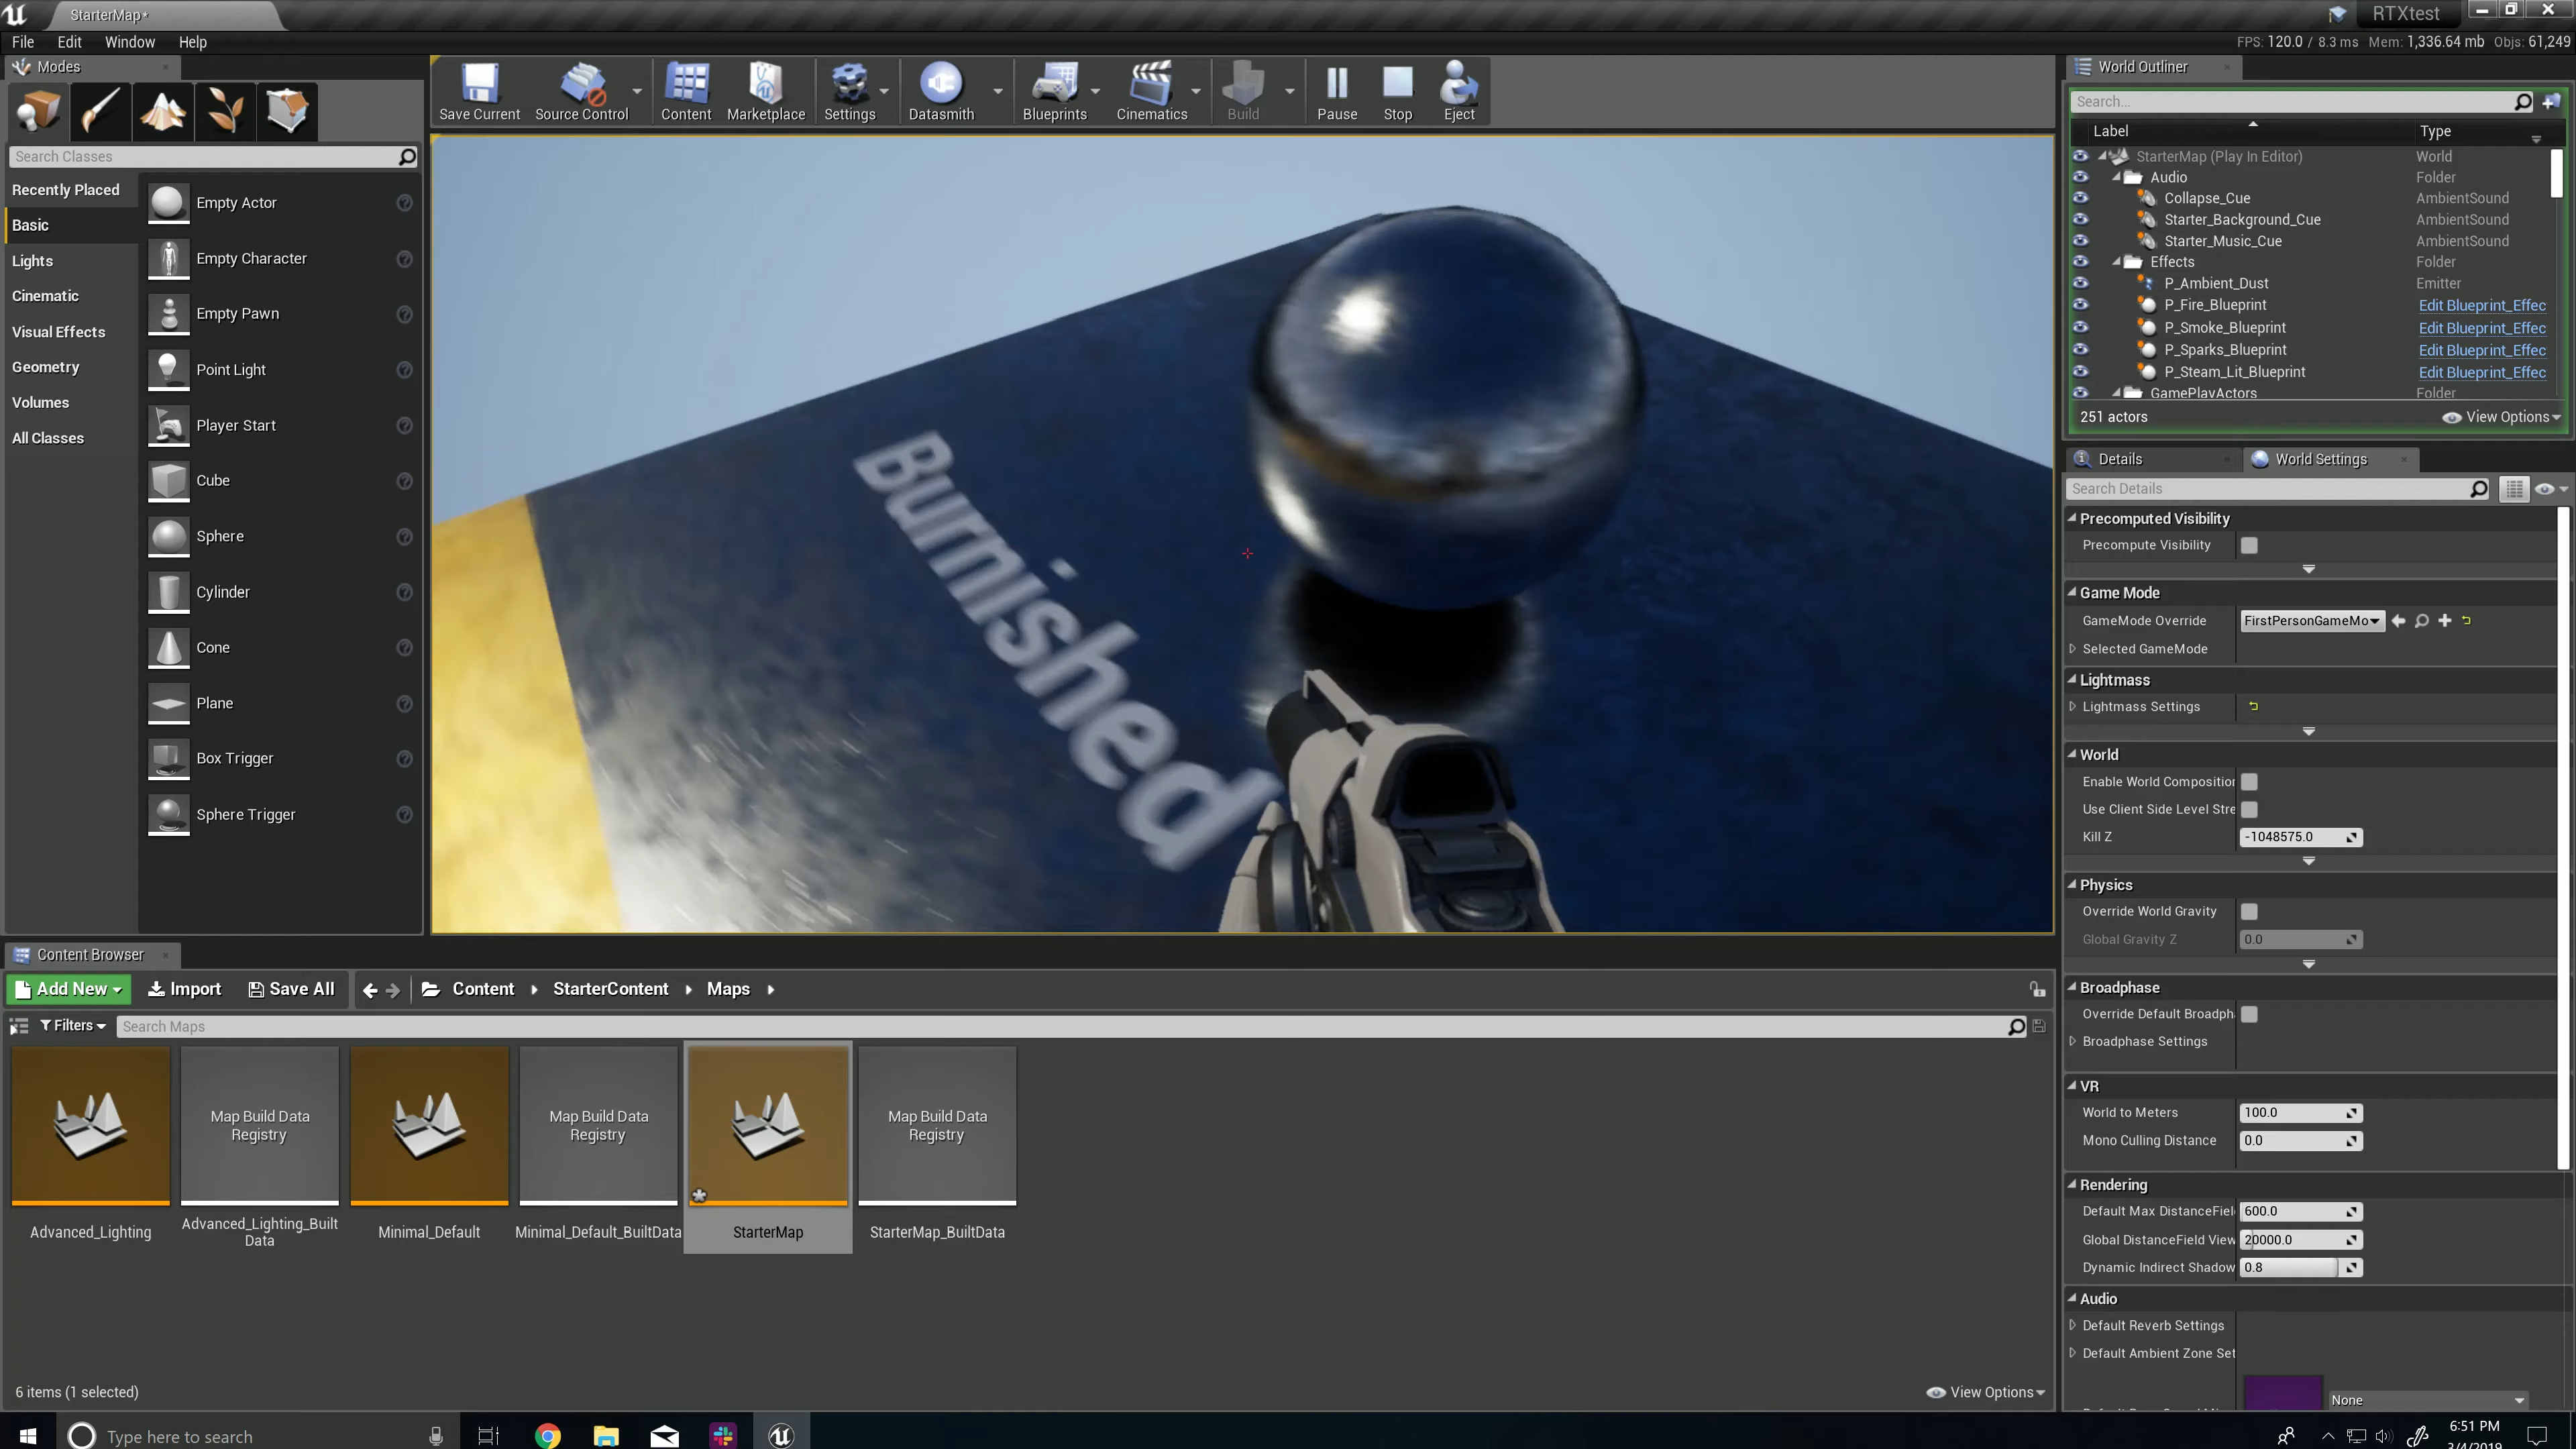 StarterMap*
RTXtest
File Edit Window Help
FPS: 120.0 / 8.3 ms Mem: 1,336.64 mb Objs: 61,249
Modes
Search Classes
Recently Placed
Basic
Lights
Cinematic
Visual Effects
Geometry
Volumes
All Classes
Empty Actor
Empty Character
Empty Pawn
Point Light
Player Start
Cube
Sphere
Cylinder
Cone
Plane
Box Trigger
Sphere Trigger
Save Current Source Control Content Marketplace Settings Datasmith Blueprints Cinematics Build Pause Stop Eject
Burnished
World Outliner
Search...
Label Type
StarterMap (Play In Editor) World
Audio Folder
Collapse_Cue AmbientSound
Starter_Background_Cue AmbientSound
Starter_Music_Cue AmbientSound
Effects Folder
P_Ambient_Dust Emitter
P_Fire_Blueprint Edit Blueprint_Effec
P_Smoke_Blueprint Edit Blueprint_Effec
P_Sparks_Blueprint Edit Blueprint_Effec
P_Steam_Lit_Blueprint Edit Blueprint_Effec
GamePlayActors Folder
251 actors View Options
Details World Settings
Search Details
Precomputed Visibility
Precompute Visibility
Game Mode
GameMode Override FirstPersonGameMo
Selected GameMode
Lightmass
Lightmass Settings
World
Enable World Composition
Use Client Side Level Stre
Kill Z -1048575.0
Physics
Override World Gravity
Global Gravity Z 0.0
Broadphase
Override Default Broadph
Broadphase Settings
VR
World to Meters 100.0
Mono Culling Distance 0.0
Rendering
Default Max DistanceFiel 600.0
Global DistanceField View 20000.0
Dynamic Indirect Shadow 0.8
Audio
Default Reverb Settings
Default Ambient Zone Set
None
Content Browser
Add New Import Save All Content StarterContent Maps
Filters Search Maps
Map Build Data
Registry
Map Build Data
Registry
Map Build Data
Registry
Advanced_Lighting
Advanced_Lighting_Built
Data
Minimal_Default
Minimal_Default_BuiltData
StarterMap
StarterMap_BuiltData
6 items (1 selected) View Options
Type here to search
6:51 PM
3/4/2019